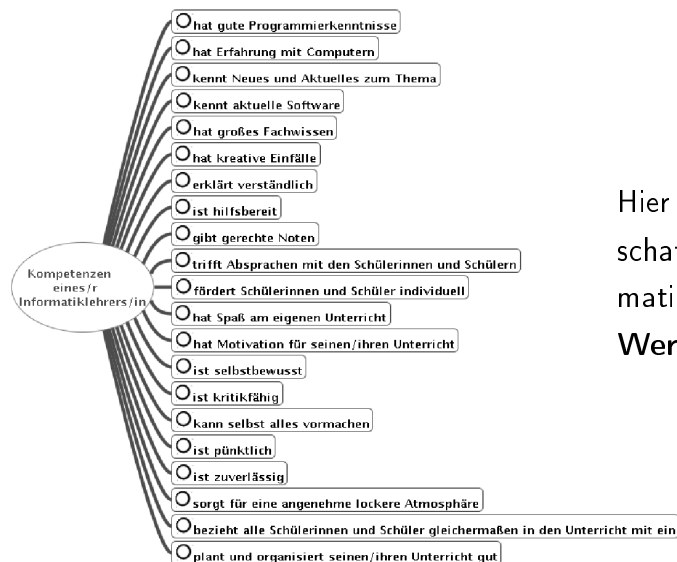 hat gute Programmierkenntnisse
hat Erfahrung mit Computern
kennt Neues und Aktuelles zum Thema
kennt aktuelle Software
hat großes Fachwissen
hat kreative Einfälle
erklärt verständlich
ist hilfsbereit
gibt gerechte Noten
trifft Absprachen mit den Schülerinnen und Schülern
fördert Schülerinnen und Schüler individuell
hat Spaß am eigenen Unterricht
hat Motivation für seinen/ihren Unterricht
ist selbstbewusst
ist kritikfähig
kann selbst alles vormachen
ist pünktlich
ist zuverlässig
sorgt für eine angenehme lockere Atmosphäre
bezieht alle Schülerinnen und Schüler gleichermaßen in den Unterricht mit ein
plant und organisiert seinen/ihren Unterricht gut
Kompetenzen
eines/r
Informatiklehrers/in
Hier